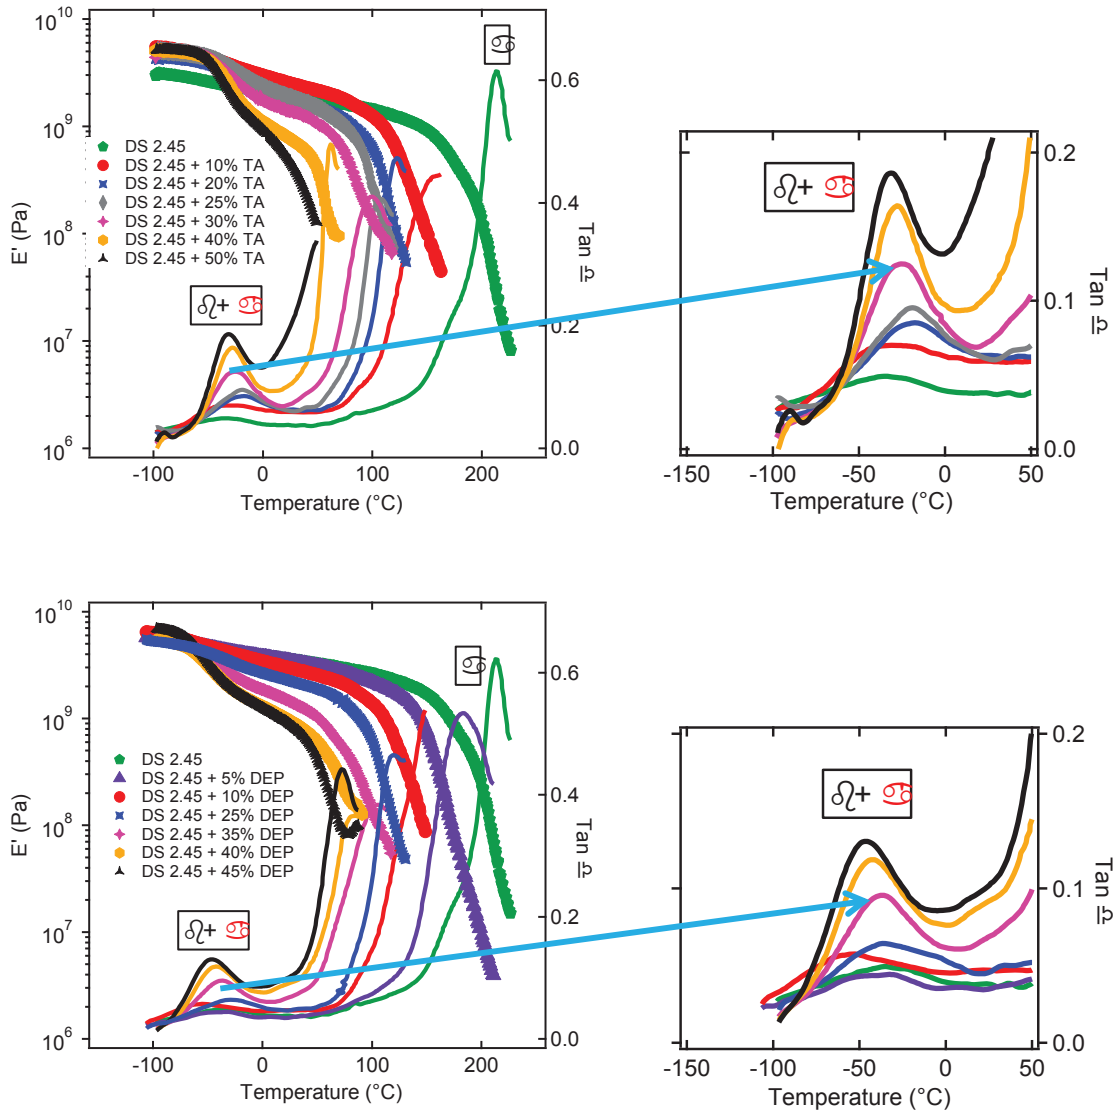 10^10
10^9
10^8
10^7
10^6
E' (Pa)
♋
0.6
0.4
0.2
0.0
Tan ♎
DS 2.45
DS 2.45 + 10% TA
DS 2.45 + 20% TA
DS 2.45 + 25% TA
DS 2.45 + 30% TA
DS 2.45 + 40% TA
DS 2.45 + 50% TA
♌+ ♋
-100 0 100 200
Temperature (°C)
♌+ ♋
0.2
0.1
0.0
Tan ♎
-150 -100 -50 0 50
Temperature (°C)
10^10
10^9
10^8
10^7
10^6
E' (Pa)
♋
0.6
0.4
0.2
0.0
Tan ♎
DS 2.45
DS 2.45 + 5% DEP
DS 2.45 + 10% DEP
DS 2.45 + 25% DEP
DS 2.45 + 35% DEP
DS 2.45 + 40% DEP
DS 2.45 + 45% DEP
♌+ ♋
-100 0 100 200
Temperature (°C)
♌+ ♋
0.2
0.1
0.0
Tan ♎
-150 -100 -50 0 50
Temperature (°C)